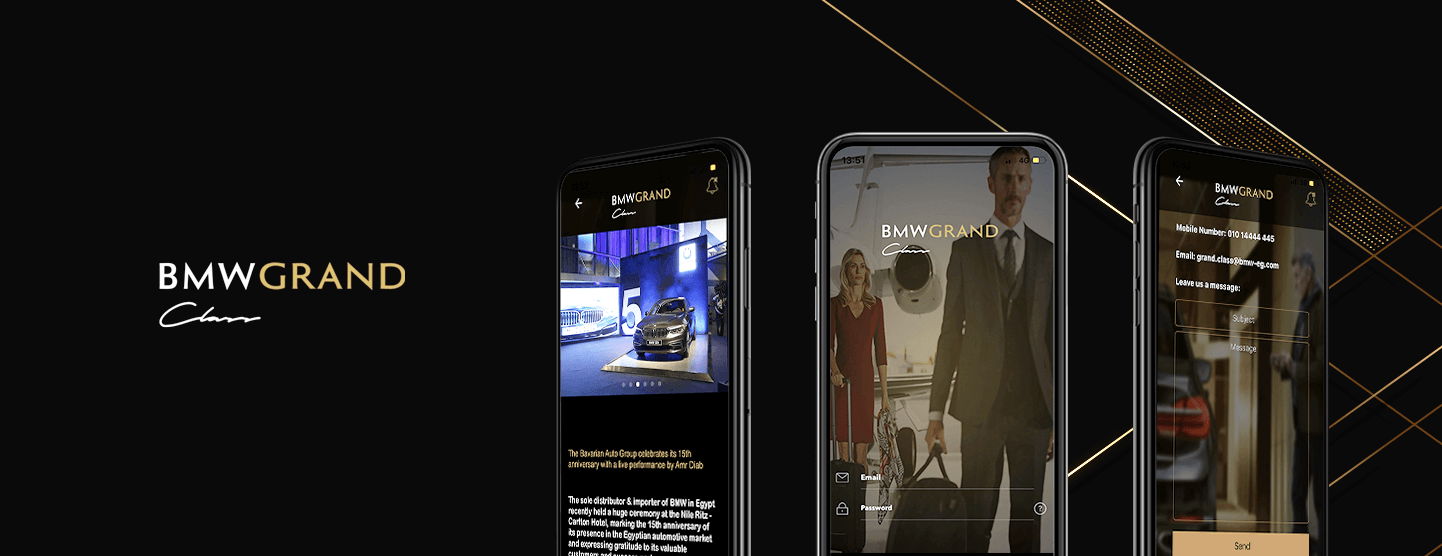 BMWGRAND
Class
BMWGRAND
Class
5
The Bavarian Auto Group celebrates its 15th
anniversary with a live performance by Amr Diab
The sole distributor & importer of BMW in Egypt
recently held a huge ceremony at the Nile Ritz -
Carlton Hotel, marking the 15th anniversary of
its presence in the Egyptian automotive market
and expressing gratitude to its valuable
13:51
4G
BMWGRAND
Class
Email
Password
?
BMWGRAND
Class
Mobile Number: 010 14444 445
Email: grand.class@bmw-eg.com
Leave us a message:
Subject
Message
Send